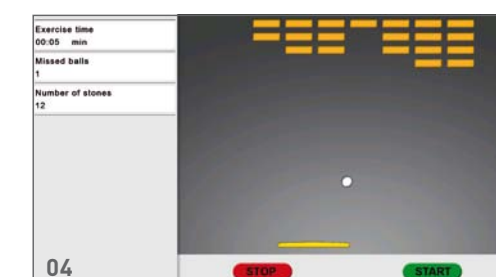 Exercise time
00:05 min
Missed balls
1
Number of stones
12
04
STOP
START